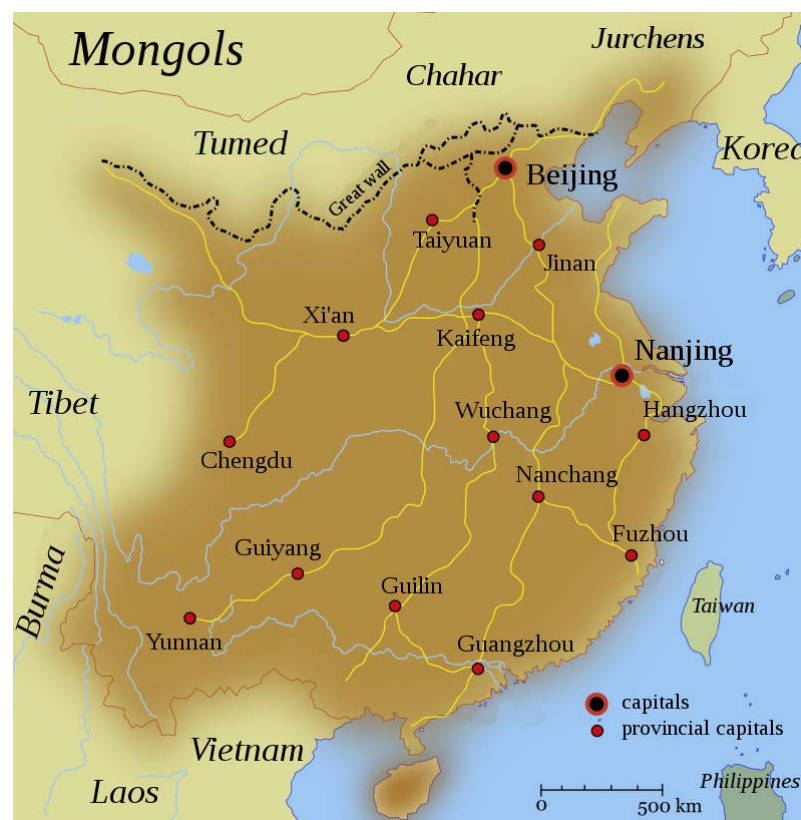 Mongols
Jurchens
Chahar
Tumed
Korea
Great wall
Beijing
Taiyuan
Jinan
Xi'an
Kaifeng
Nanjing
Tibet
Wuchang
Hangzhou
Chengdu
Nanchang
Guiyang
Fuzhou
Burma
Guilin
Taiwan
Yunnan
Guangzhou
capitals
provincial capitals
Vietnam
Laos
Philippines
0 500 km